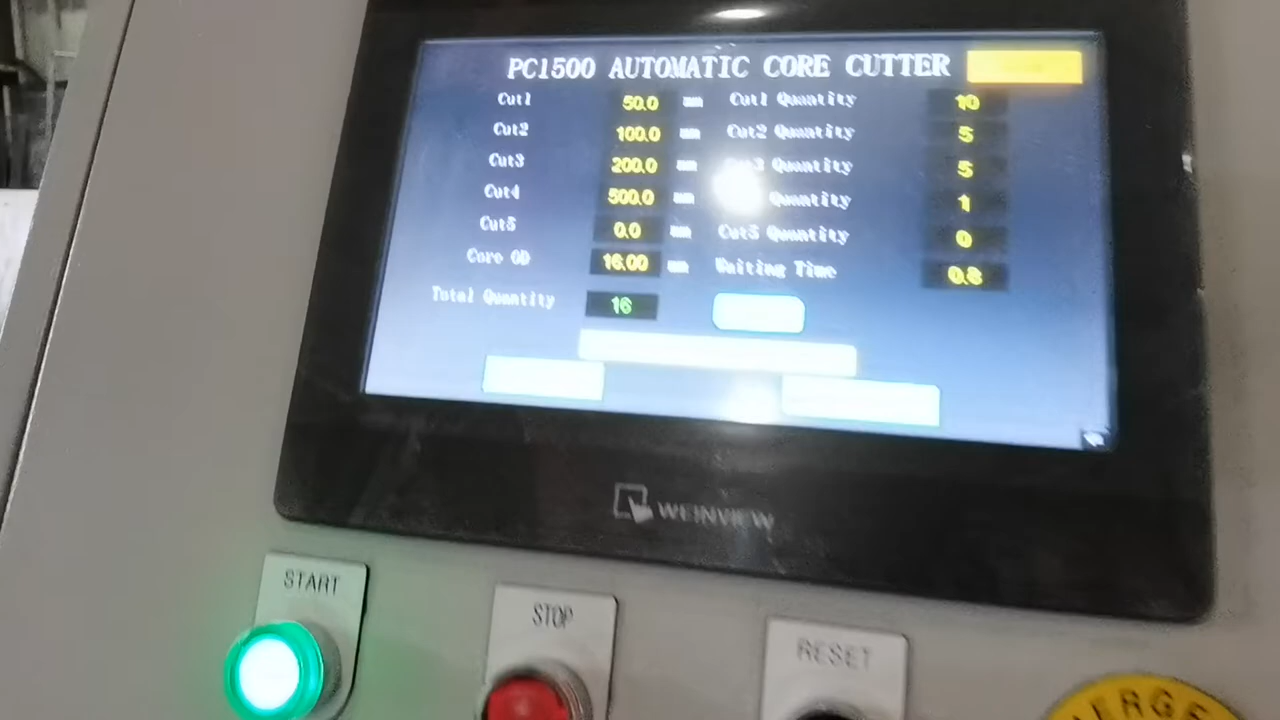 PC1500 AUTOMATIC CORE CUTTER
Cut1 50.0 mm Cut1 Quantity 10
Cut2 100.0 mm Cut2 Quantity 5
Cut3 200.0 mm Quantity 5
Cut4 500.0 mm Quantity 1
Cut5 0.0 mm Cut5 Quantity 0
Core OD 16.00 mm Waiting Time 0.8
Total Quantity 16
WEINVIEW
START
STOP
RESET